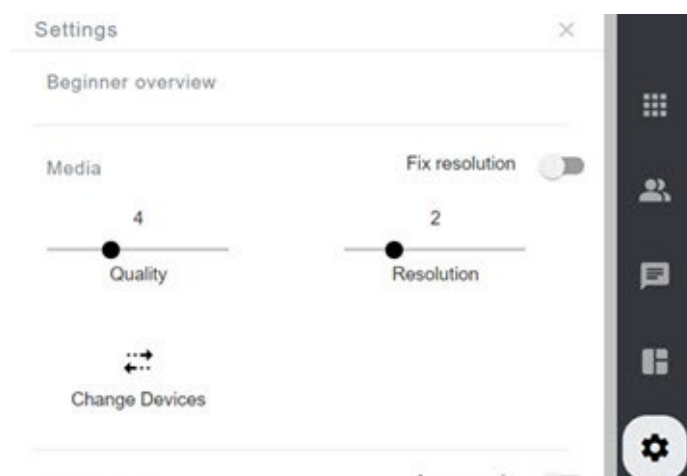 Settings
Beginner overview
Media
Fix resolution
4
2
Quality
Resolution
Change Devices